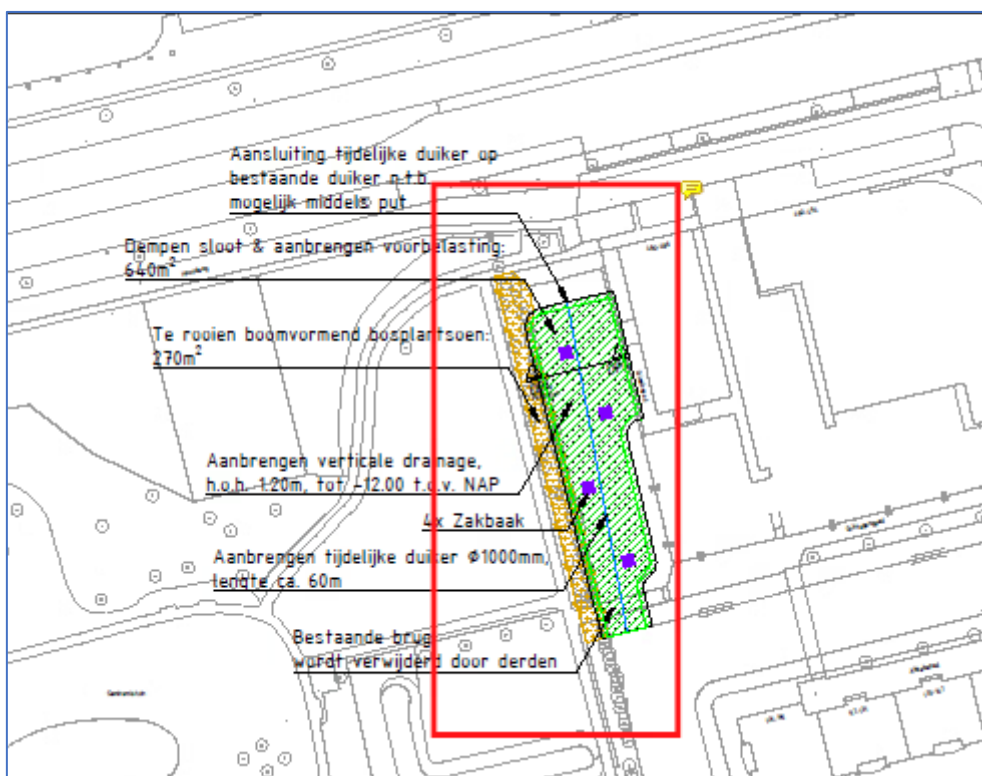 Aansluiting tijdelijke duiker op
bestaande duiker n.t.b.
mogelijk middels put.
Dempen sloot & aanbrengen voorbelasting:
640m²
Te rooien boomvormend bosplantsoen:
270m²
Aanbrengen verticale drainage,
h.o.h. 1.20m, tot -12.00 t.o.v. NAP
4x Zakbaak
Aanbrengen tijdelijke duiker Ø1000mm,
lengte ca. 60m
Bestaande brug
wordt verwijderd door derden